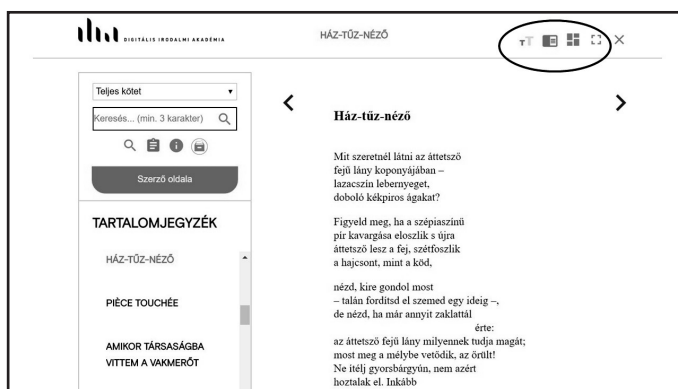 DIGITÁLIS IRODALMI AKADÉMIA
HÁZ-TŰZ-NÉZŐ
TT
Teljes kötet
Keresés... (min. 3 karakter)
Szerző oldala
TARTALOMJEGYZÉK
HÁZ-TŰZ-NÉZŐ
PIÈCE TOUCHÉE
AMIKOR TÁRSASÁGBA
VITTEM A VAKMERŐT
Ház-tűz-néző
Mit szeretnél látni az áttetsző
fejű lány koponyájában –
lazacszín lebernyeget,
doboló kékpiros ágakat?
Figyeld meg, ha a szépiaszínű
pír kavargása eloszlik s újra
áttetsző lesz a fej, szétfoszlik
a hajcsont, mint a köd,
nézd, kire gondol most
– talán fordítsd el szemed egy ideig –,
de nézd, ha már annyit zaklattál
érte:
az áttetsző fejű lány milyennek tudja magát;
most meg a mélybe vetődik, az őrült!
Ne ítélj gyorsbárgyún, nem azért
hoztalak el. Inkább